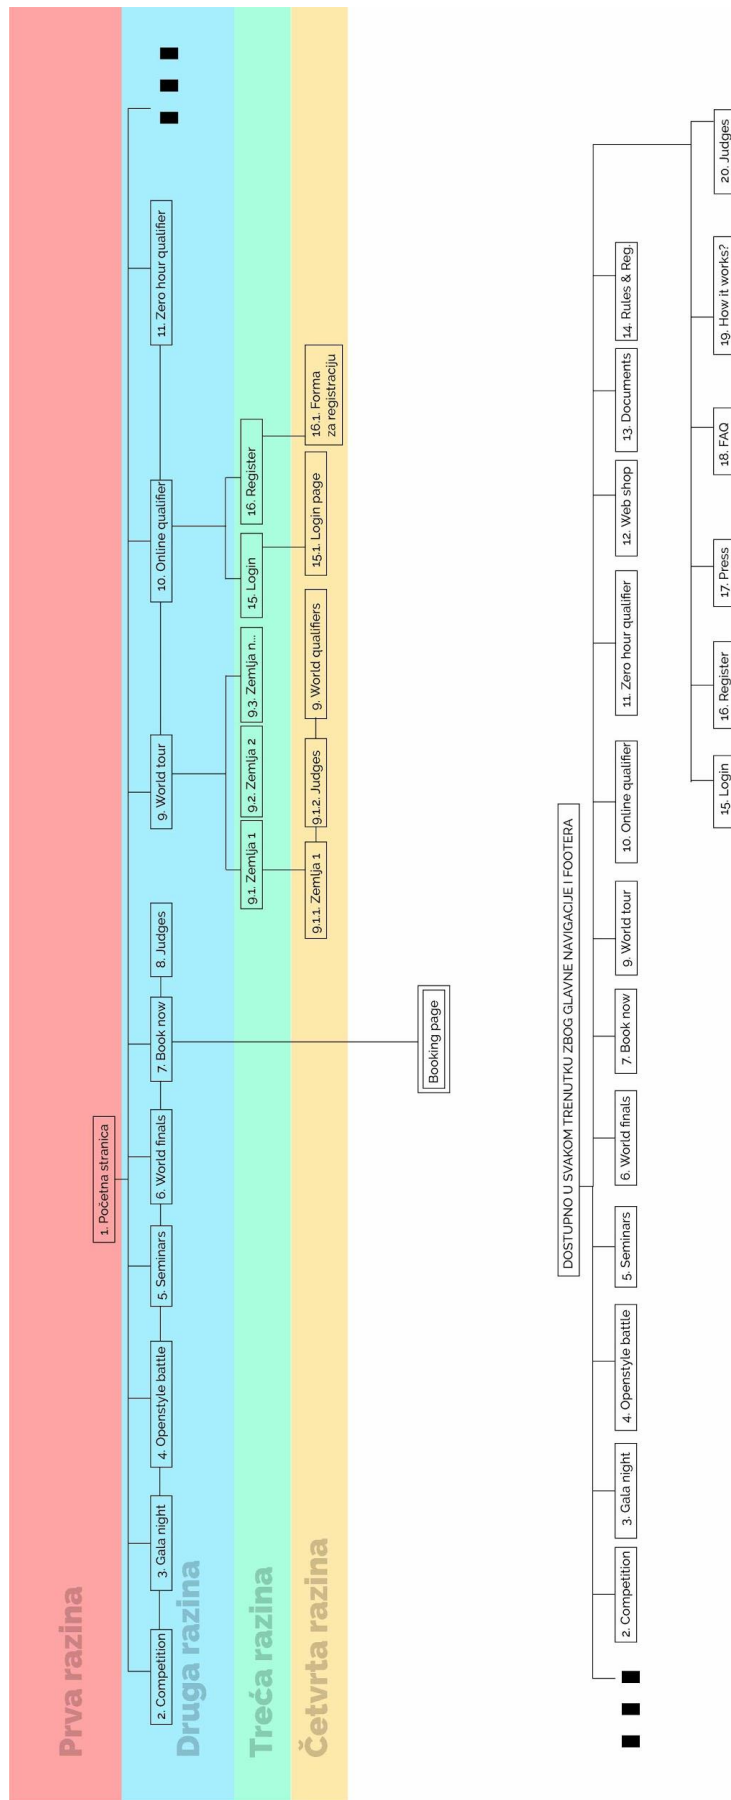 Prva razina
1. Početna stranica
Druga razina
2. Competition
3. Gala night
4. Openstyle battle
5. Seminars
6. World finals
7. Book now
8. Judges
9. World tour
10. Online qualifier
11. Zero hour qualifier
Treća razina
9.1. Zemlja 1
9.2. Zemlja 2
9.3. Zemlja n...
15. Login
16. Register
Četvrta razina
9.1.1. Zemlja 1
9.1.2. Judges
9. World qualifiers
15.1. Login page
16.1. Forma
za registraciju
Booking page
DOSTUPNO U SVAKOM TRENUTKU ZBOG GLAVNE NAVIGACIJE I FOOTERA
2. Competition
3. Gala night
4. Openstyle battle
5. Seminars
6. World finals
7. Book now
9. World tour
10. Online qualifier
11. Zero hour qualifier
12. Web shop
13. Documents
14. Rules & Reg.
15. Login
16. Register
17. Press
18. FAQ
19. How it works?
20. Judges